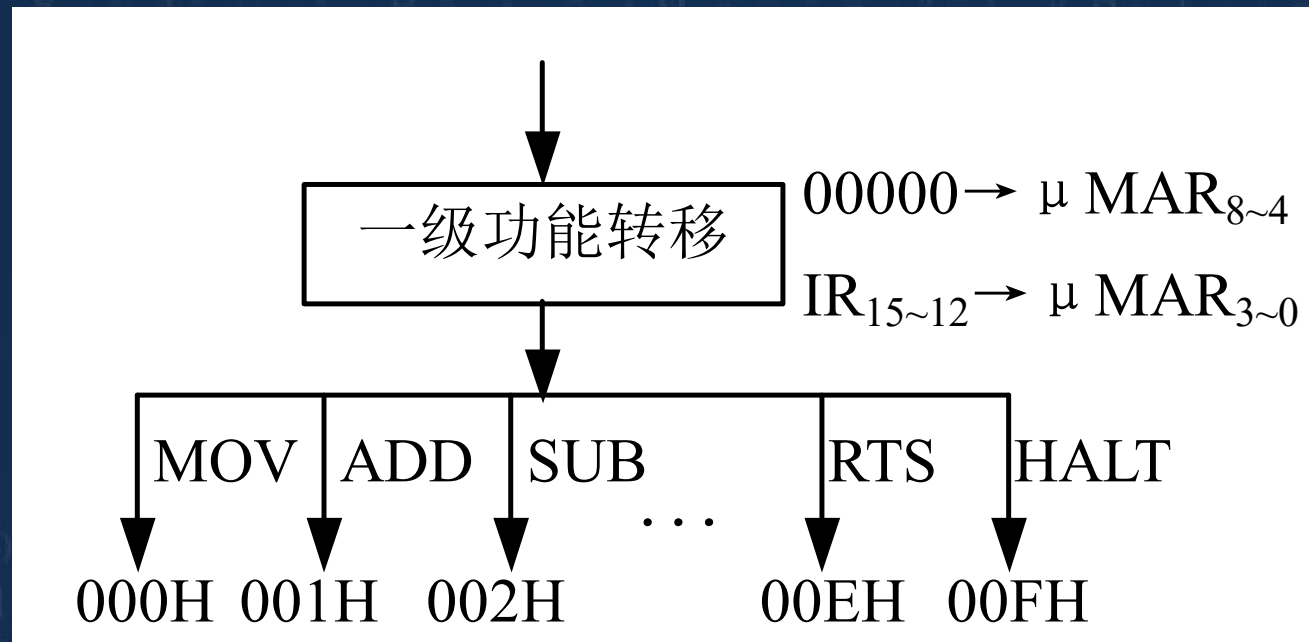 一级功能转移
00000→ μ MAR8~4
IR15~12→ μ MAR3~0
MOV ADD SUB RTS HALT
...
000H 001H 002H 00EH 00FH